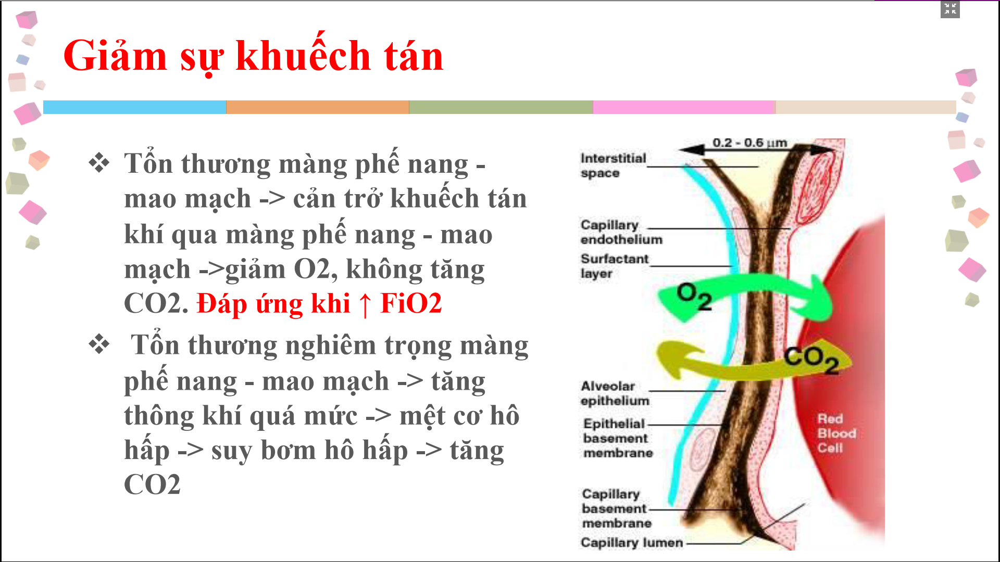 Giảm sự khuếch tán
❖ Tổn thương màng phế nang -
mao mạch -> cản trở khuếch tán
khí qua màng phế nang - mao
mạch ->giảm O2, không tăng
CO2. Đáp ứng khi ↑ FiO2
❖ Tổn thương nghiêm trọng màng
phế nang - mao mạch -> tăng
thông khí quá mức -> mệt cơ hô
hấp -> suy bơm hô hấp -> tăng
CO2
0.2 - 0.6 μm
Interstitial
space
Capillary
endothelium
Surfactant
layer
O2
CO2
Alveolar
epithelium
Epithelial
basement
membrane
Red
Blood
Cell
Capillary
basement
membrane
Capillary lumen